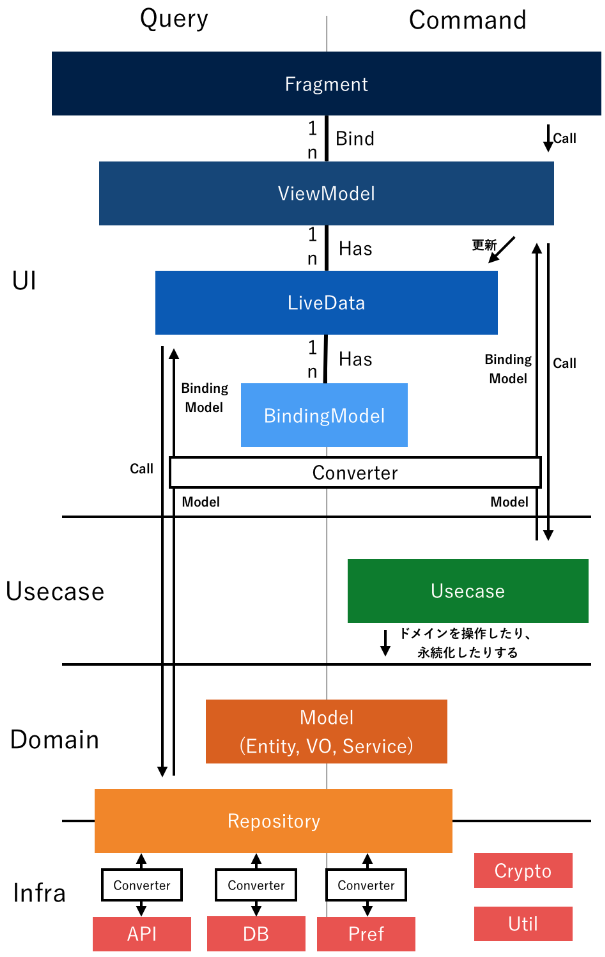 Query
Command
Fragment
1
n
Bind
Call
ViewModel
1
n
Has
更新
UI
LiveData
1
n
Has
Binding
Model
Binding
Model
Call
BindingModel
Call
Converter
Model
Model
Usecase
Usecase
ドメインを操作したり、
永続化したりする
Domain
Model
(Entity, VO, Service)
Repository
Infra
Converter
Converter
Converter
Crypto
API
DB
Pref
Util